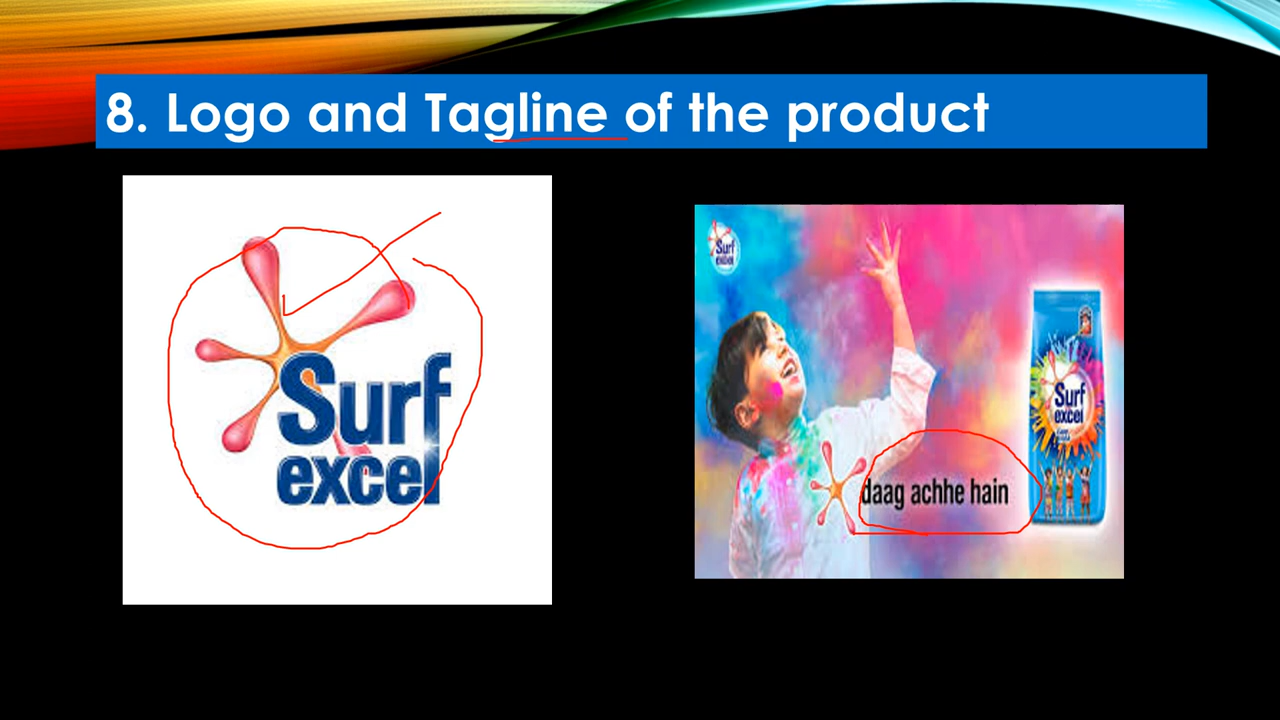 8. Logo and Tagline of the product
Surf
excel
Surf
excel
daag achhe hain
Surf
excel